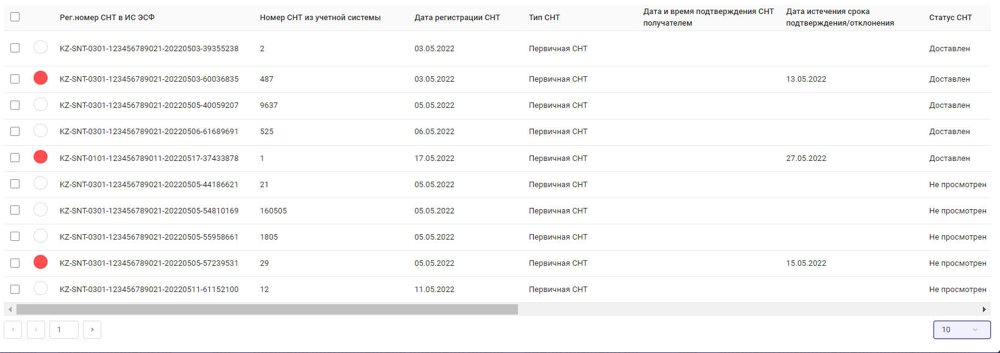 Рег.номер СНТ в ИС ЭСФ Номер СНТ из учетной системы Дата регистрации СНТ Тип СНТ Дата и время подтверждения СНТ получателем Дата истечения срока подтверждения/отклонения Статус СНТ
KZ-SNT-0301-123456789021-20220503-39355238 2 03.05.2022 Первичная СНТ Доставлен
KZ-SNT-0301-123456789021-20220503-60036835 487 03.05.2022 Первичная СНТ 13.05.2022 Доставлен
KZ-SNT-0301-123456789021-20220505-40059207 9637 05.05.2022 Первичная СНТ Доставлен
KZ-SNT-0301-123456789021-20220506-61689691 525 06.05.2022 Первичная СНТ Доставлен
KZ-SNT-0101-123456789011-20220517-37433878 1 17.05.2022 Первичная СНТ 27.05.2022 Доставлен
KZ-SNT-0301-123456789021-20220505-44186621 21 05.05.2022 Первичная СНТ Не просмотрен
KZ-SNT-0301-123456789021-20220505-54810169 160505 05.05.2022 Первичная СНТ Не просмотрен
KZ-SNT-0301-123456789021-20220505-55958661 1805 05.05.2022 Первичная СНТ Не просмотрен
KZ-SNT-0301-123456789021-20220505-57239531 29 05.05.2022 Первичная СНТ 15.05.2022 Не просмотрен
KZ-SNT-0301-123456789021-20220511-61152100 12 11.05.2022 Первичная СНТ Не просмотрен
1 10